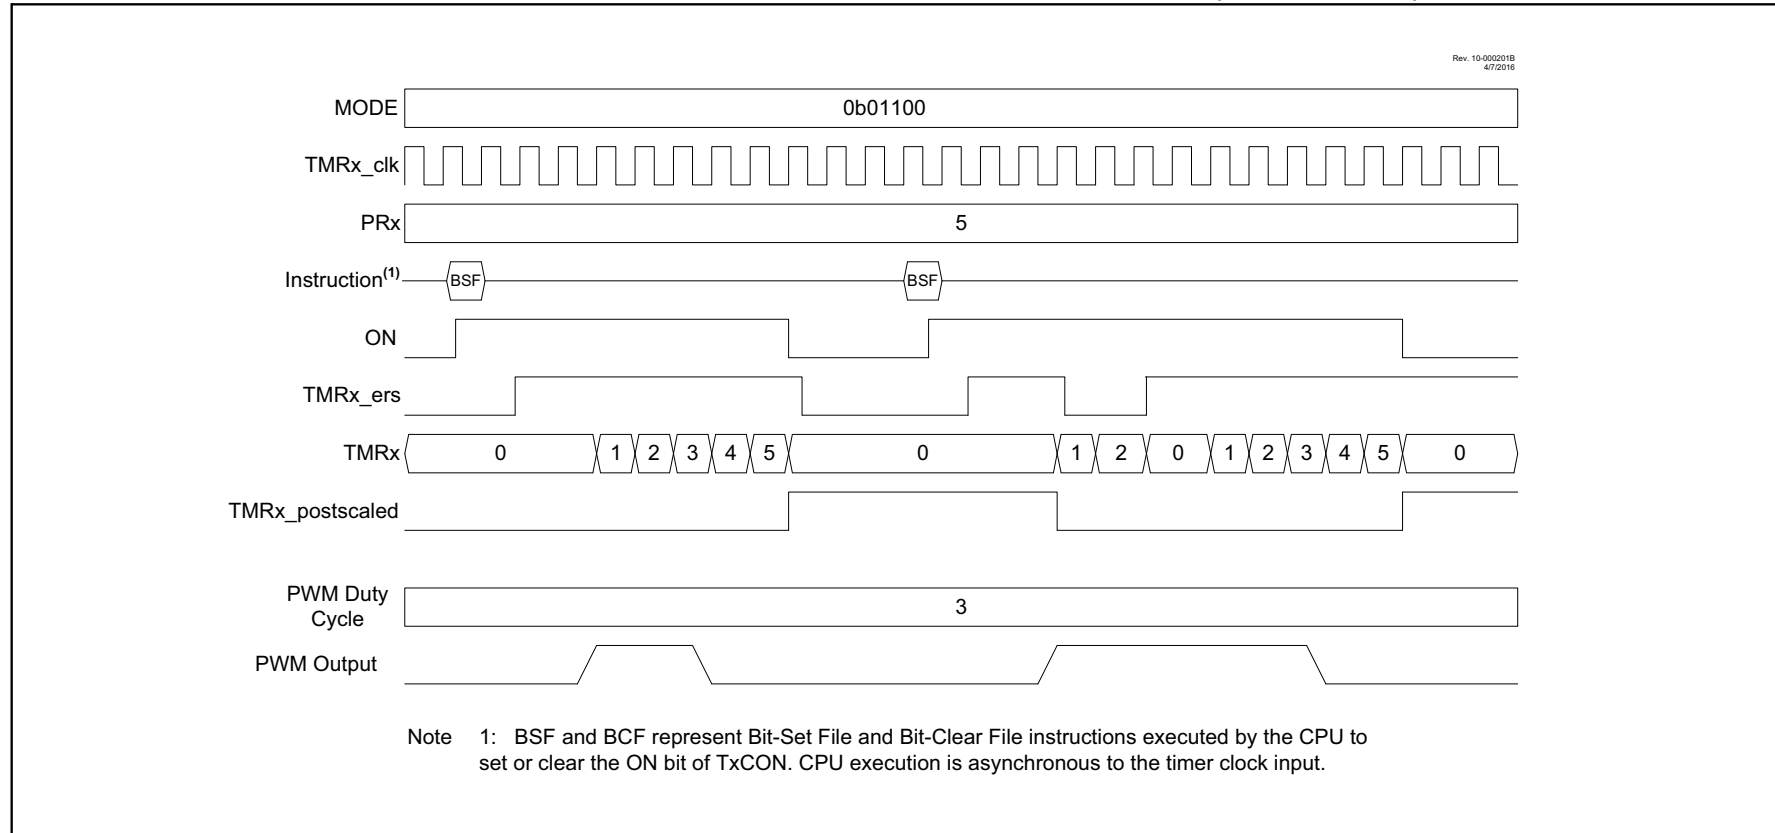 Rev. 10-000201B
4/7/2016
MODE 0b01100
TMRx_clk
PRx 5
Instruction(1) BSF BSF
ON
TMRx_ers
TMRx 0 1 2 3 4 5 0 1 2 0 1 2 3 4 5 0
TMRx_postscaled
PWM Duty
Cycle 3
PWM Output
Note 1: BSF and BCF represent Bit-Set File and Bit-Clear File instructions executed by the CPU to
set or clear the ON bit of TxCON. CPU execution is asynchronous to the timer clock input.